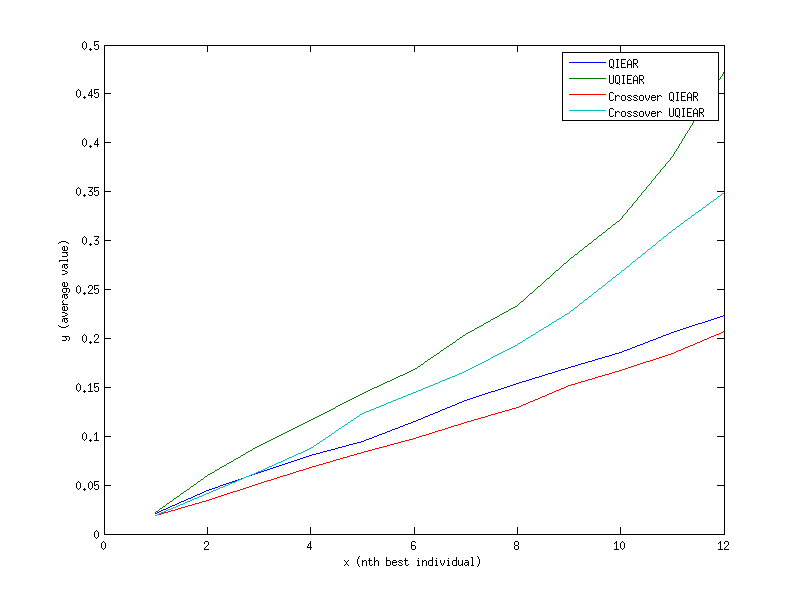 0.5
0.45
0.4
0.35
0.3
0.25
0.2
0.15
0.1
0.05
0
y (average value)
QIEAR
UQIEAR
Crossover QIEAR
Crossover UQIEAR
0 2 4 6 8 10 12
x (nth best individual)